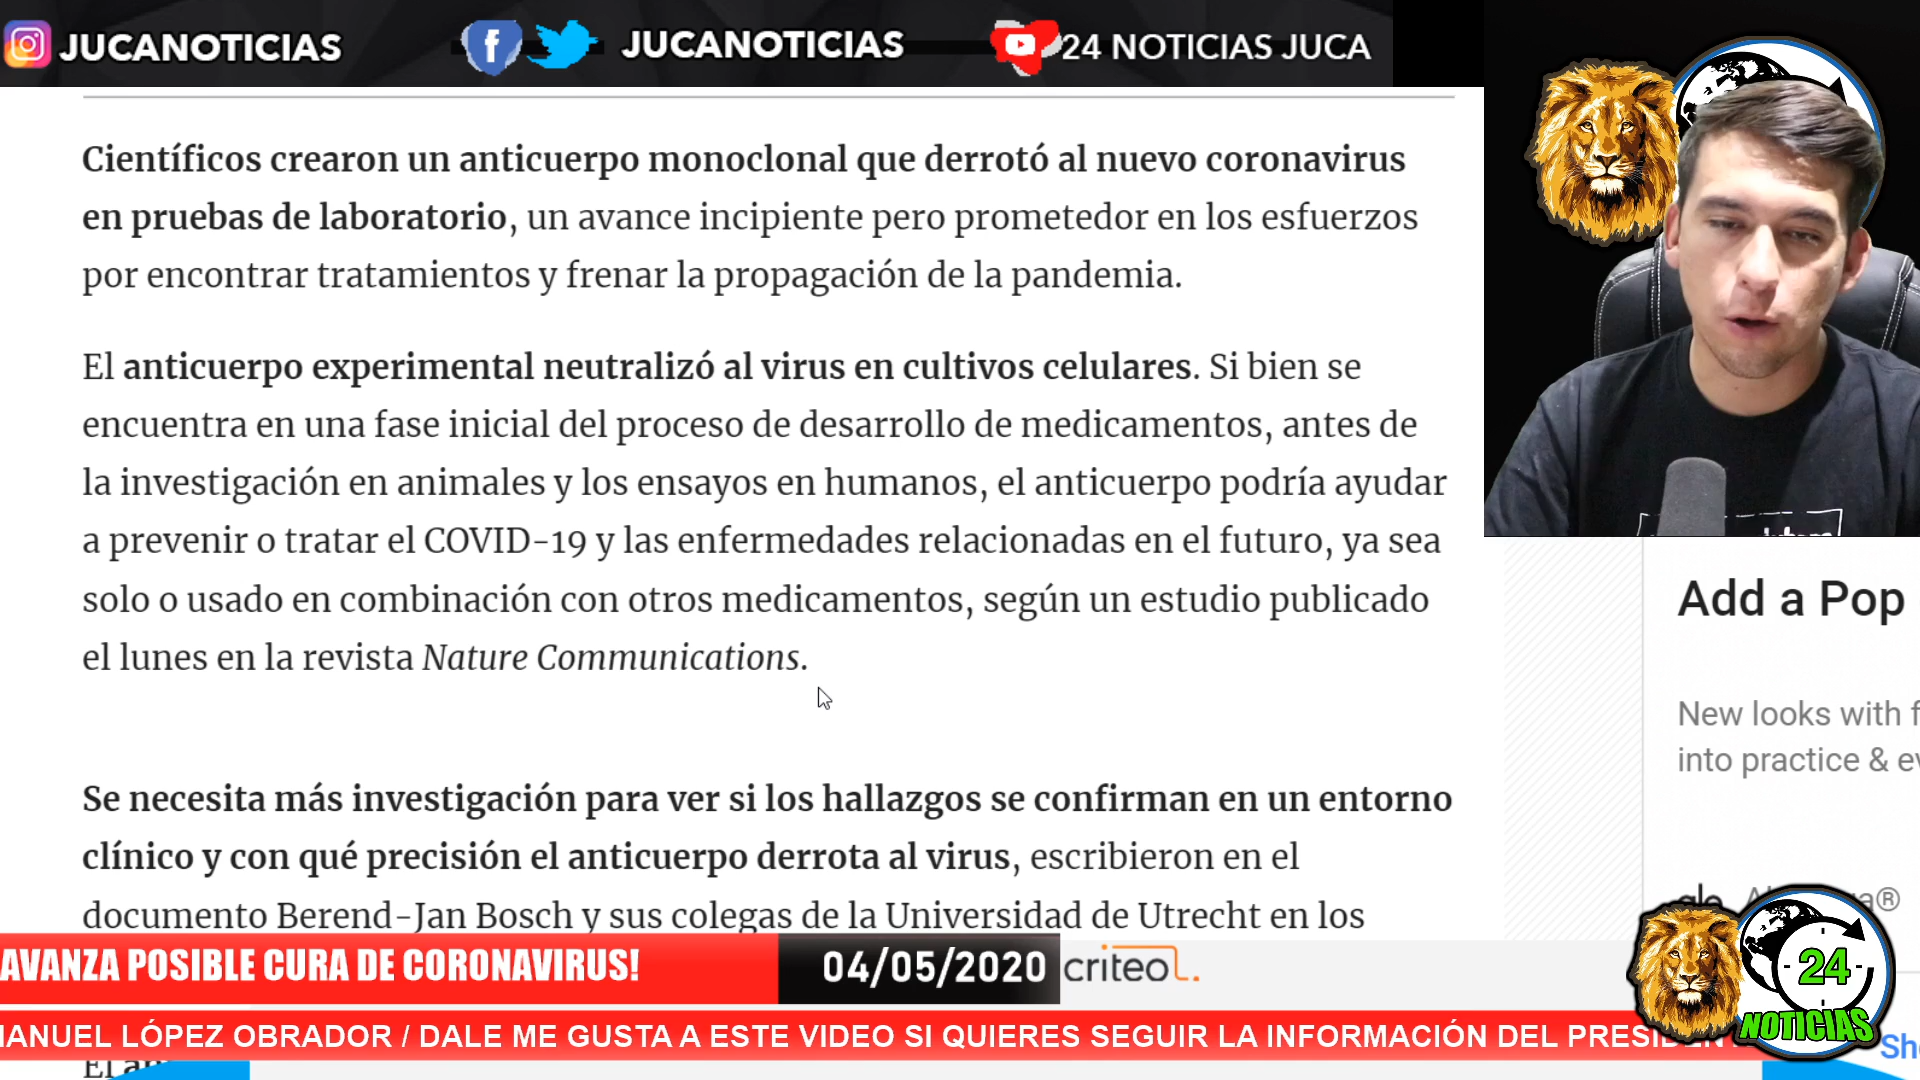 JUCANOTICIAS
JUCANOTICIAS
24 NOTICIAS JUCA
Científicos crearon un anticuerpo monoclonal que derrotó al nuevo coronavirus
en pruebas de laboratorio, un avance incipiente pero prometedor en los esfuerzos
por encontrar tratamientos y frenar la propagación de la pandemia.
El anticuerpo experimental neutralizó al virus en cultivos celulares. Si bien se
encuentra en una fase inicial del proceso de desarrollo de medicamentos, antes de
la investigación en animales y los ensayos en humanos, el anticuerpo podría ayudar
a prevenir o tratar el COVID-19 y las enfermedades relacionadas en el futuro, ya sea
solo o usado en combinación con otros medicamentos, según un estudio publicado
el lunes en la revista Nature Communications.
Se necesita más investigación para ver si los hallazgos se confirman en un entorno
clínico y con qué precisión el anticuerpo derrota al virus, escribieron en el
documento Berend-Jan Bosch y sus colegas de la Universidad de Utrecht en los
Add a Pop
New looks with f
into practice & ev
AVANZA POSIBLE CURA DE CORONAVIRUS!
04/05/2020
criteo
24
NOTICIAS
MANUEL LÓPEZ OBRADOR / DALE ME GUSTA A ESTE VIDEO SI QUIERES SEGUIR LA INFORMACIÓN DEL PRESIDEN
Sh